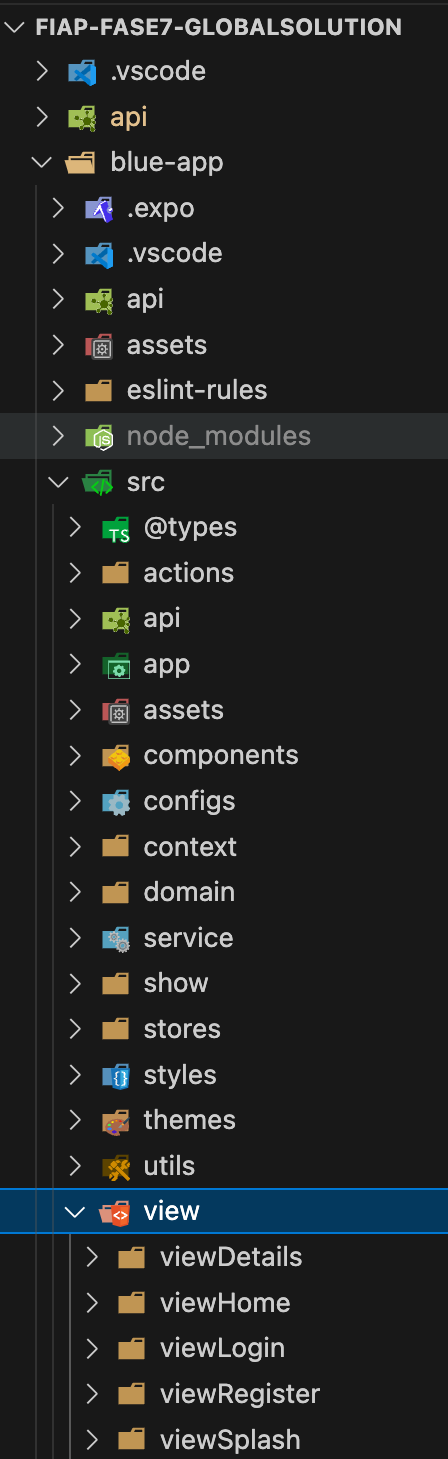 FIAP-FASE7-GLOBALSOLUTION
.vscode
api
blue-app
.expo
.vscode
api
assets
eslint-rules
node_modules
src
@types
actions
api
app
assets
components
configs
context
domain
service
show
stores
styles
themes
utils
view
viewDetails
viewHome
viewLogin
viewRegister
viewSplash